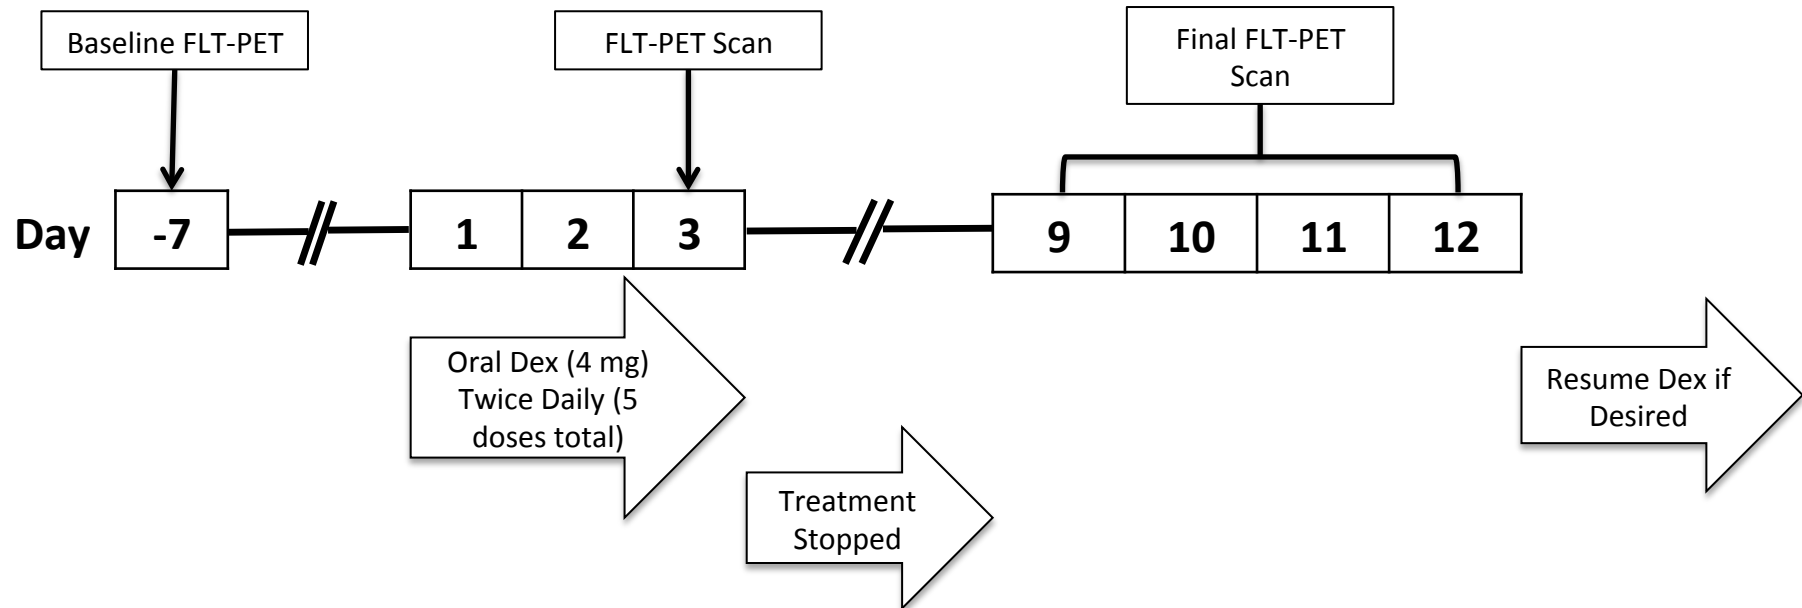 Baseline FLT-PET
FLT-PET Scan
Final FLT-PET
Scan
Day -7 1 2 3 9 10 11 12
Oral Dex (4 mg)
Twice Daily (5
doses total)
Treatment
Stopped
Resume Dex if
Desired